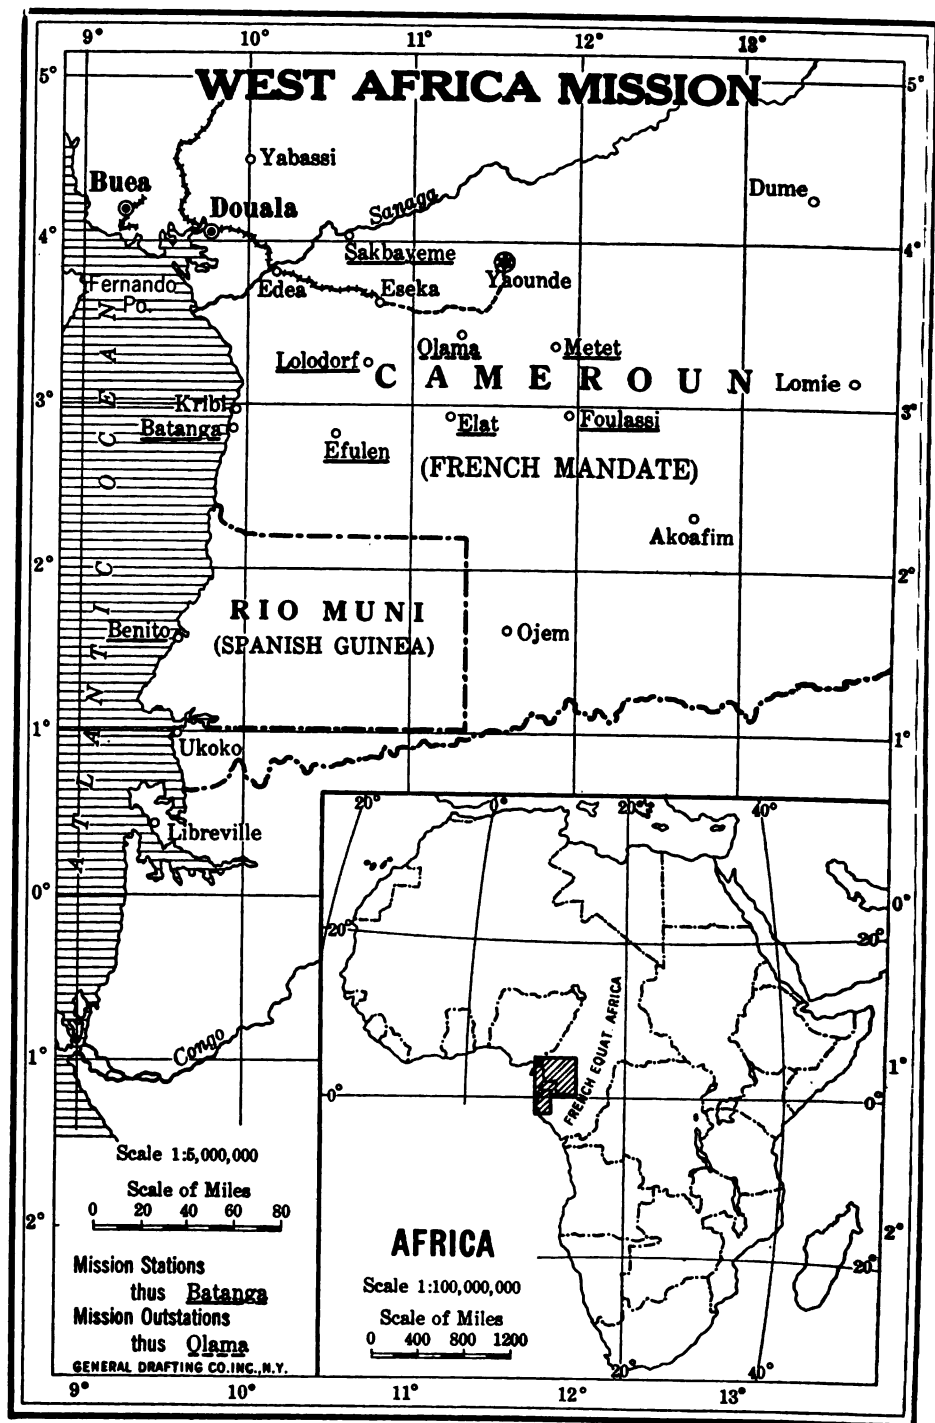 9° 10° 11° 12° 13°
5° 5°
WEST AFRICA MISSION
Yabassi
Buea
Dume
Douala
Sanaga
4° 4°
Sakbayeme
Yaounde
Fernando
Po.
Edea
Eseka
Olama
Metet
Lolodorf
CAMEROUN
Lomie
3° 3°
Kribi
Batanga
Elat
Foulassi
Efulen
(FRENCH MANDATE)
Akoafim
2° 2°
RIO MUNI
(SPANISH GUINEA)
Benito
Ojem
ATLANTIC OCEAN
1° 1°
Ukoko
Libreville
0° 0°
Congo
1° 1°
2° 2°
Scale 1:5,000,000
Scale of Miles
0 20 40 60 80
Mission Stations
thus Batanga
Mission Outstations
thus Olama
GENERAL DRAFTING CO.INC.,N.Y.
20° 0° 20° 40°
20° 20°
FRENCH EQUAT AFRICA
0° 0°
20°
20° 40°
AFRICA
Scale 1:100,000,000
Scale of Miles
0 400 800 1200
9° 10° 11° 12° 13°